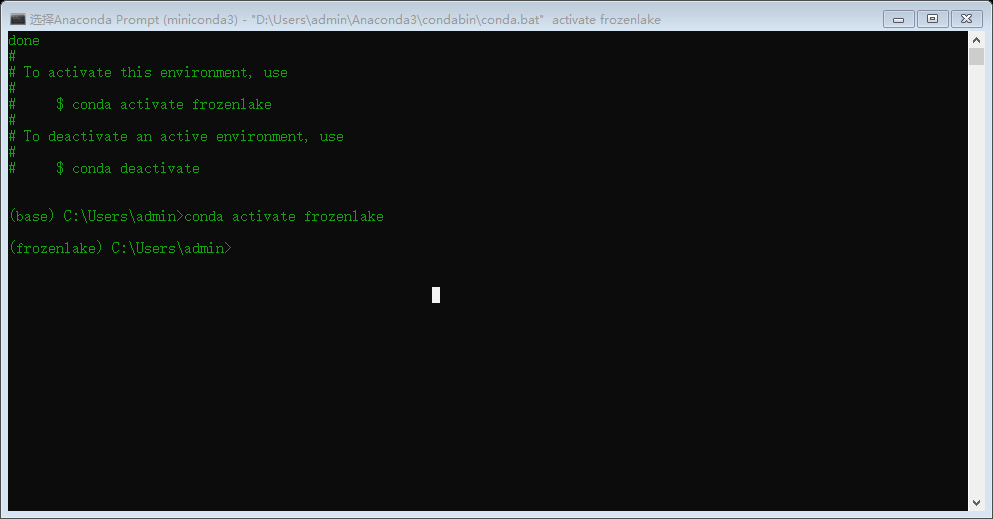 选择Anaconda Prompt (miniconda3) - "D:\Users\admin\Anaconda3\condabin\conda.bat"  activate frozenlake
done
#
# To activate this environment, use
#
#     $ conda activate frozenlake
#
# To deactivate an active environment, use
#
#     $ conda deactivate
(base) C:\Users\admin>conda activate frozenlake
(frozenlake) C:\Users\admin>